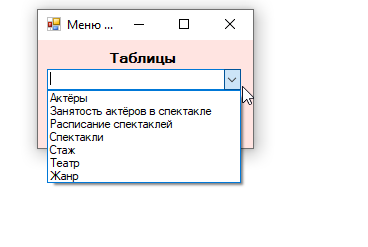 Меню ...
Таблицы
Актёры
Занятость актёров в спектакле
Расписание спектаклей
Спектакли
Стаж
Театр
Жанр